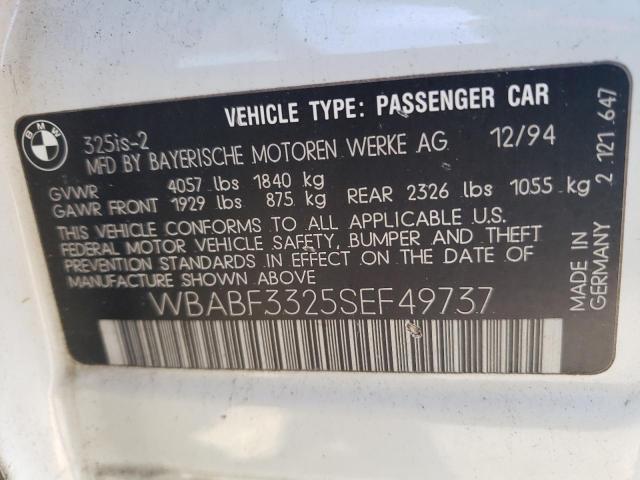 VEHICLE TYPE: PASSENGER CAR
BMW
325is-2
MFD BY BAYERISCHE MOTOREN WERKE AG 12/94
GVWR 4057 lbs 1840 kg
GAWR FRONT 1929 lbs 875 kg REAR 2326 lbs 1055 kg
THIS VEHICLE CONFORMS TO ALL APPLICABLE U.S.
FEDERAL MOTOR VEHICLE SAFETY, BUMPER AND THEFT
PREVENTION STANDARDS IN EFFECT ON THE DATE OF
MANUFACTURE SHOWN ABOVE
WBABF3325SEF49737
2 121 647
MADE IN
GERMANY